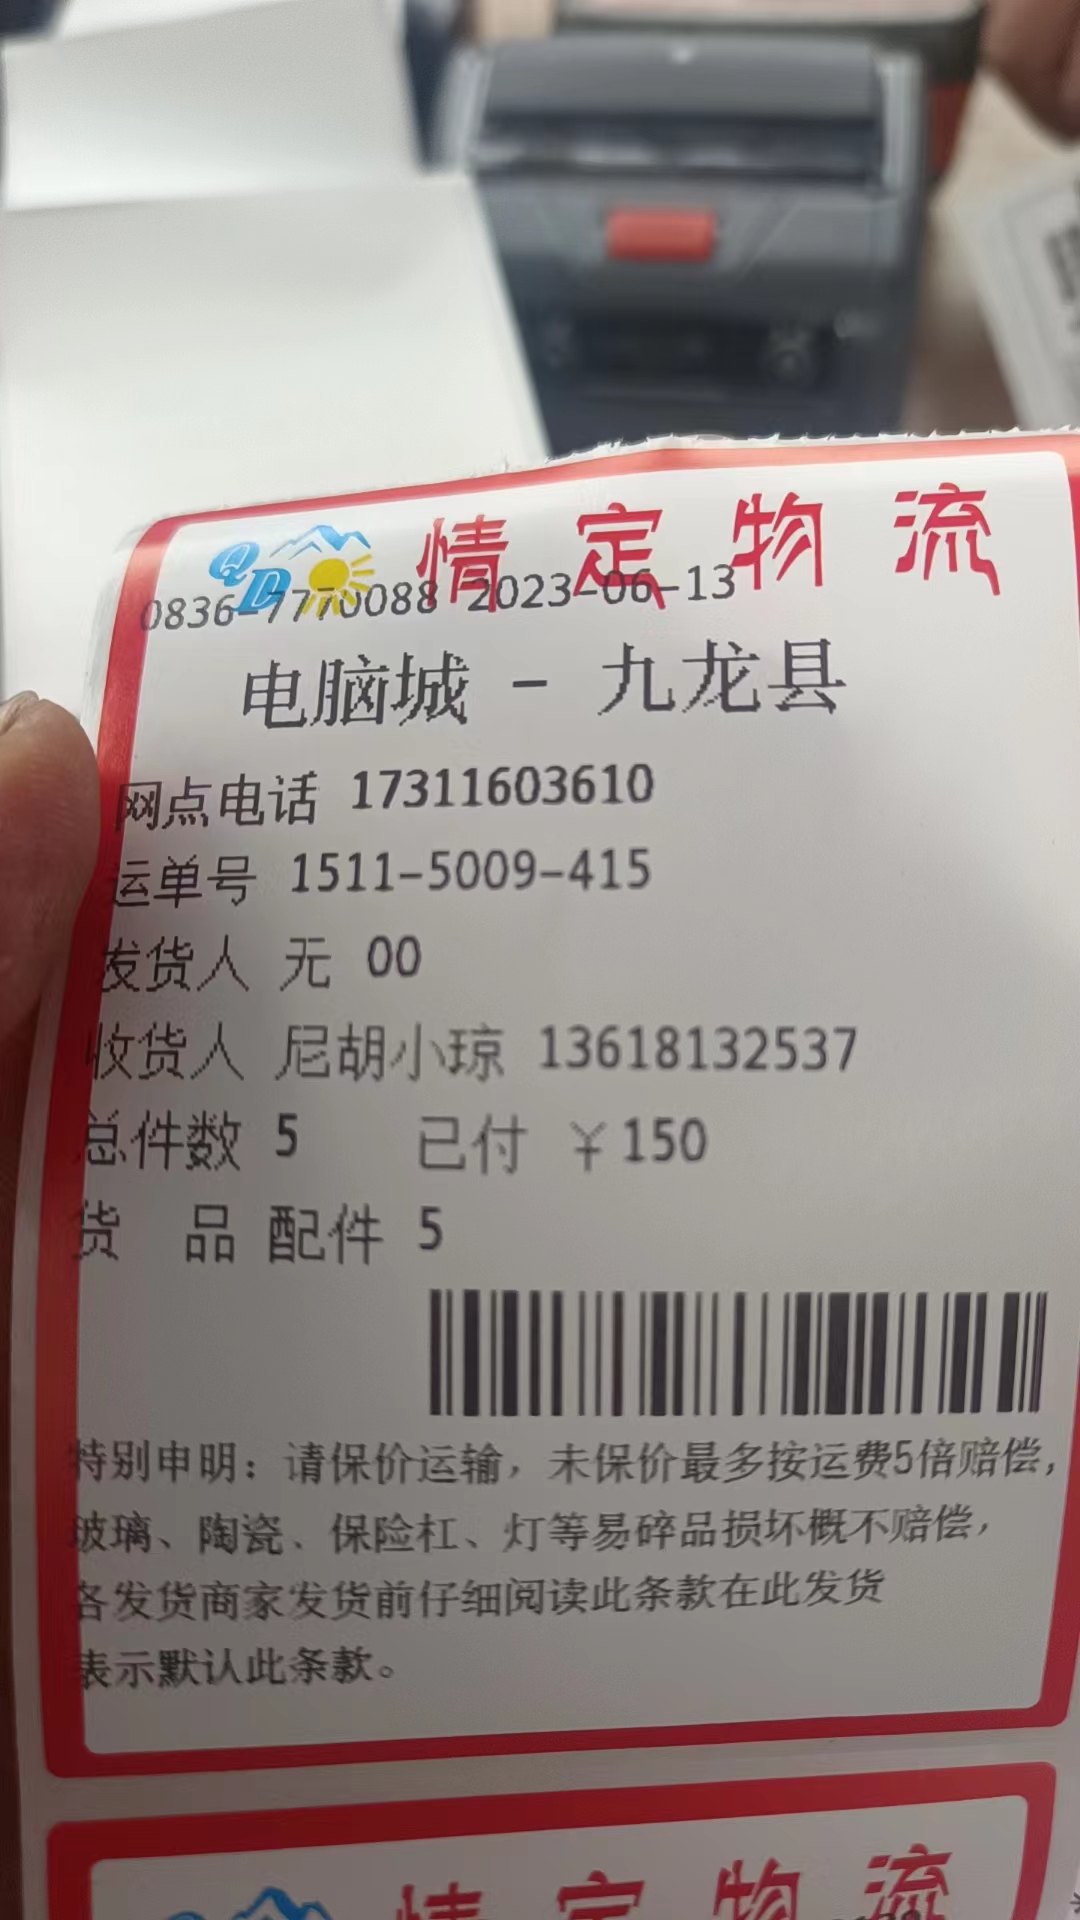 QD 情定物流
0836-7770088 2023-06-13
电脑城 - 九龙县
网点电话 17311603610
运单号 1511-5009-415
发货人 无 00
收货人 尼胡小琼 13618132537
总件数 5 已付 ￥150
货 品 配件 5
特别申明：请保价运输，未保价最多按运费5倍赔偿，
玻璃、陶瓷、保险杠、灯等易碎品损坏概不赔偿，
各发货商家发货前仔细阅读此条款在此发货
表示默认此条款。
情定物流